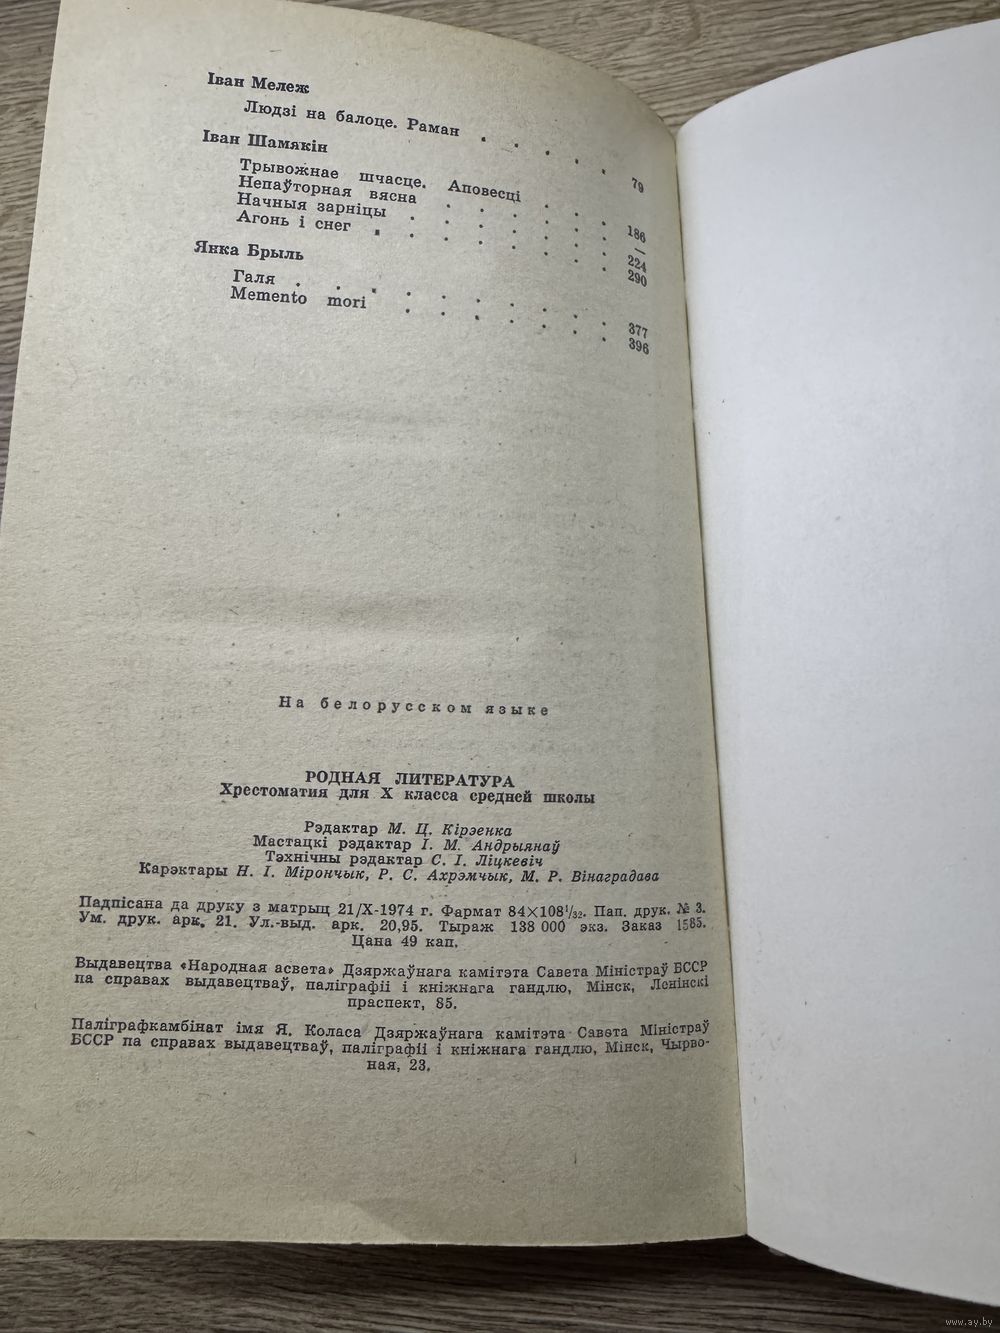 Іван Мележ
Людзі на балоце. Раман . . . . . 79
Іван Шамякін
Трывожнае шчасце. Аповесці . . .
Непаўторная вясна . . . . . . 186
Начныя зарніцы . . . . . . . —
Агонь і снег . . . . . . . . 224
290
Янка Брыль
Галя . . . . . . . . . . 377
Memento mori . . . . . . . 396
На белорусском языке
РОДНАЯ ЛИТЕРАТУРА
Хрестоматия для X класса средней школы
Рэдактар М. Ц. Кірэенка
Мастацкі рэдактар І. М. Андрыянаў
Тэхнічны рэдактар С. І. Ліцкевіч
Карэктары Н. І. Мірончык, Р. С. Ахрэмчык, М. Р. Вінаградава
Падпісана да друку з матрыц 21/X-1974 г. Фармат 84×108¹/₃₂. Пап. друк. № 3.
Ум. друк. арк. 21. Ул.-выд. арк. 20,95. Тыраж 138 000 экз. Заказ 1585.
Цана 49 кап.
Выдавецтва «Народная асвета» Дзяржаўнага камітэта Савета Міністраў БССР
па справах выдавецтваў, паліграфіі і кніжнага гандлю, Мінск, Ленінскі
праспект, 85.
Паліграфкамбінат імя Я. Коласа Дзяржаўнага камітэта Савета Міністраў
БССР па справах выдавецтваў, паліграфіі і кніжнага гандлю, Мінск, Чырво-
ная, 23.
www.ay.by